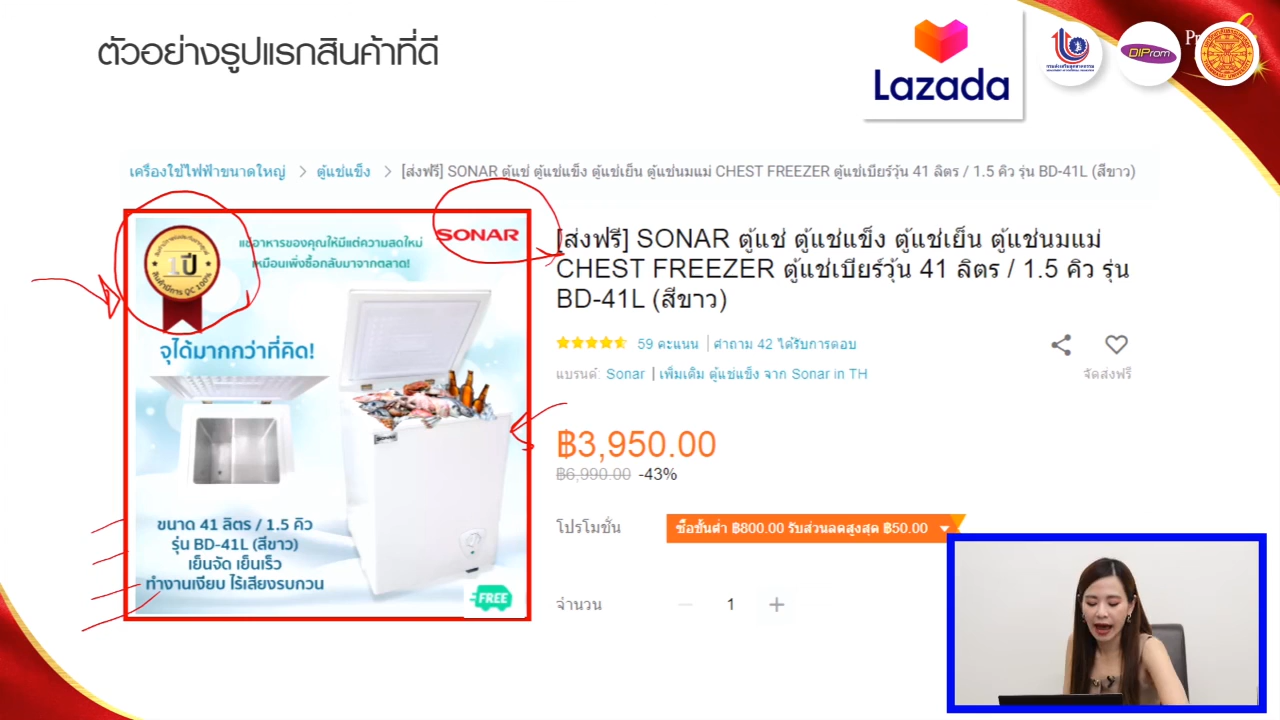 ตัวอย่างรูปแรกสินค้าที่ดี
Lazada
DIProm
เครื่องใช้ไฟฟ้าขนาดใหญ่ > ตู้แช่แข็ง > [ส่งฟรี] SONAR ตู้แช่ ตู้แช่แข็ง ตู้แช่เย็น ตู้แช่นมแม่ CHEST FREEZER ตู้แช่เบียร์วุ้น 41 ลิตร / 1.5 คิว รุ่น BD-41L (สีขาว)
1ปี
สินค้ามีการ QC 100%
แช่อาหารของคุณให้มีแต่ความสดใหม่
เหมือนเพิ่งซื้อกลับมาจากตลาด!
SONAR
จุได้มากกว่าที่คิด!
ขนาด 41 ลิตร / 1.5 คิว
รุ่น BD-41L (สีขาว)
เย็นจัด เย็นเร็ว
ทำงานเงียบ ไร้เสียงรบกวน
FREE
[ส่งฟรี] SONAR ตู้แช่ ตู้แช่แข็ง ตู้แช่เย็น ตู้แช่นมแม่
CHEST FREEZER ตู้แช่เบียร์วุ้น 41 ลิตร / 1.5 คิว รุ่น
BD-41L (สีขาว)
59 คะแนน | คำถาม 42 ได้รับการตอบ
แบรนด์: Sonar | เพิ่มเติม ตู้แช่แข็ง จาก Sonar in TH
จัดส่งฟรี
฿3,950.00
฿6,990.00 -43%
โปรโมชั่น
ซื้อขั้นต่ำ ฿800.00 รับส่วนลดสูงสุด ฿50.00
จำนวน
1